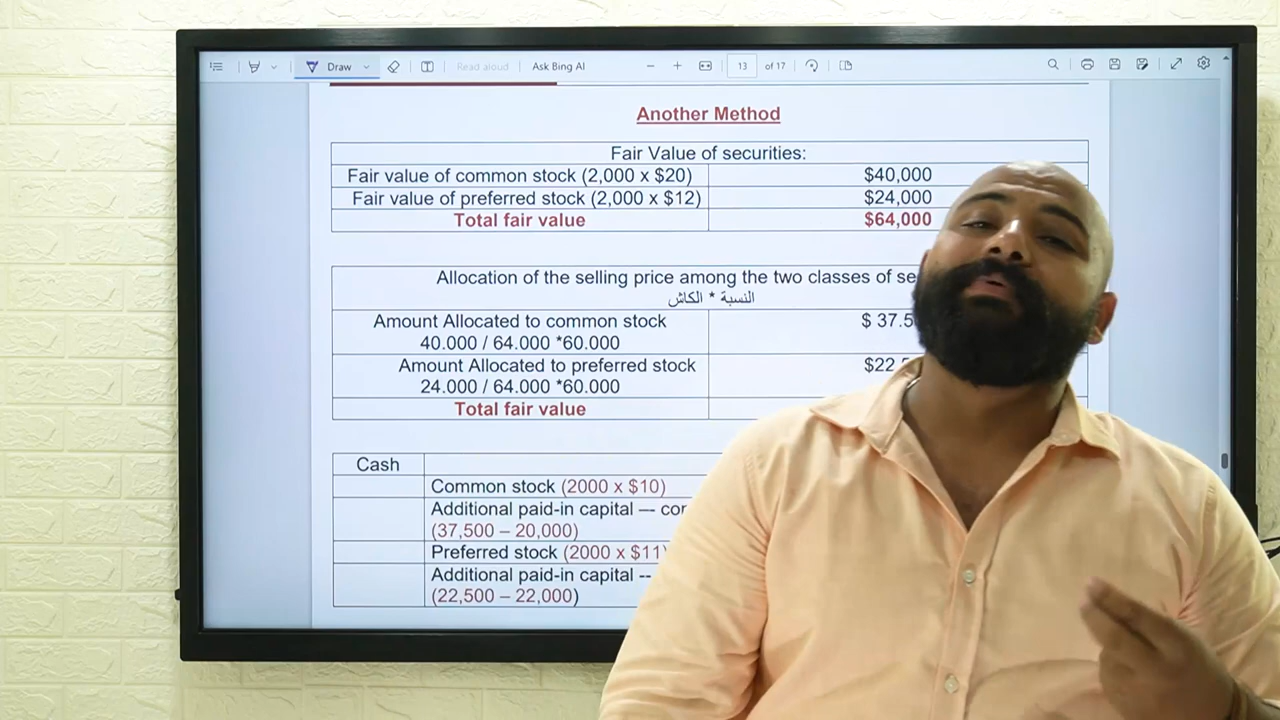 Draw
Read aloud
Ask Bing AI
13
of 17
Another Method
Fair Value of securities:
Fair value of common stock (2,000 x $20)
$40,000
Fair value of preferred stock (2,000 x $12)
$24,000
Total fair value
$64,000
Allocation of the selling price among the two classes of
النسبة * الكاش
Amount Allocated to common stock
40.000 / 64.000 *60.000
$ 37.5
Amount Allocated to preferred stock
24.000 / 64.000 *60.000
$22
Total fair value
Cash
Common stock (2000 x $10)
Additional paid-in capital –-
(37,500 – 20,000)
Preferred stock (2000 x $11)
Additional paid-in capital --
(22,500 – 22,000)